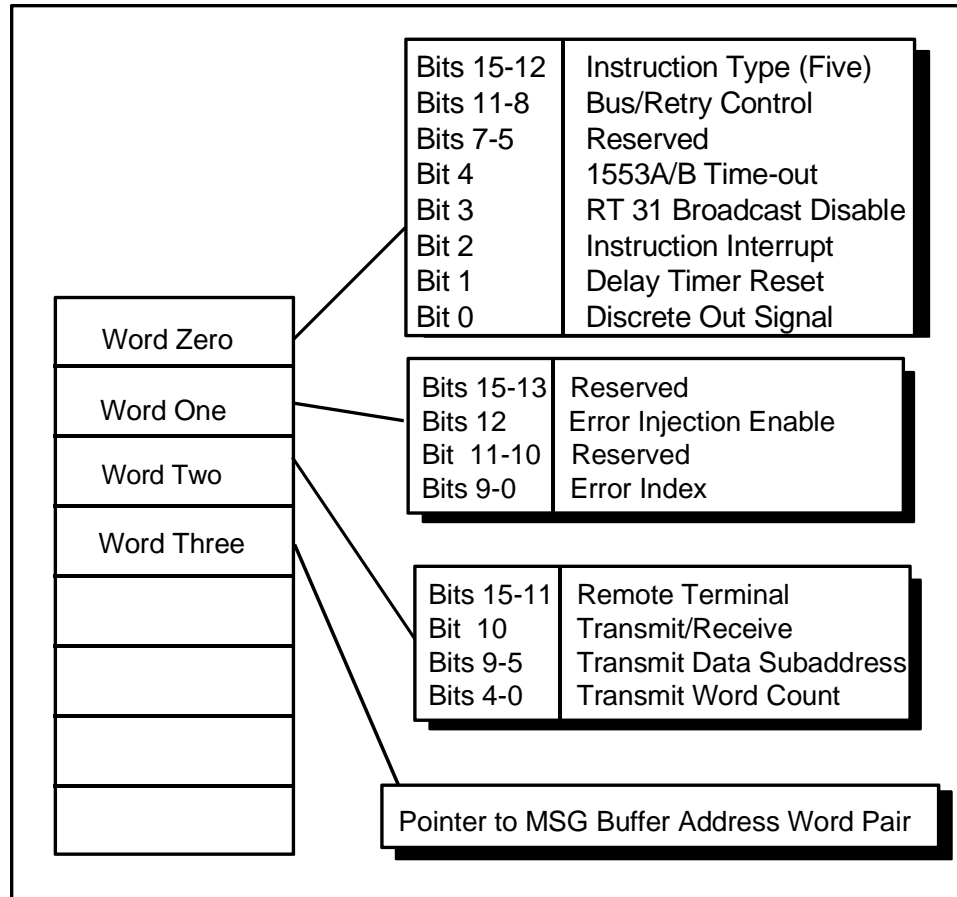 Bits 15-12 Instruction Type (Five)
Bits 11-8 Bus/Retry Control
Bits 7-5 Reserved
Bit 4 1553A/B Time-out
Bit 3 RT 31 Broadcast Disable
Bit 2 Instruction Interrupt
Bit 1 Delay Timer Reset
Bit 0 Discrete Out Signal
Word Zero
Word One
Word Two
Word Three
Bits 15-13 Reserved
Bits 12 Error Injection Enable
Bit 11-10 Reserved
Bits 9-0 Error Index
Bits 15-11 Remote Terminal
Bit 10 Transmit/Receive
Bits 9-5 Transmit Data Subaddress
Bits 4-0 Transmit Word Count
Pointer to MSG Buffer Address Word Pair